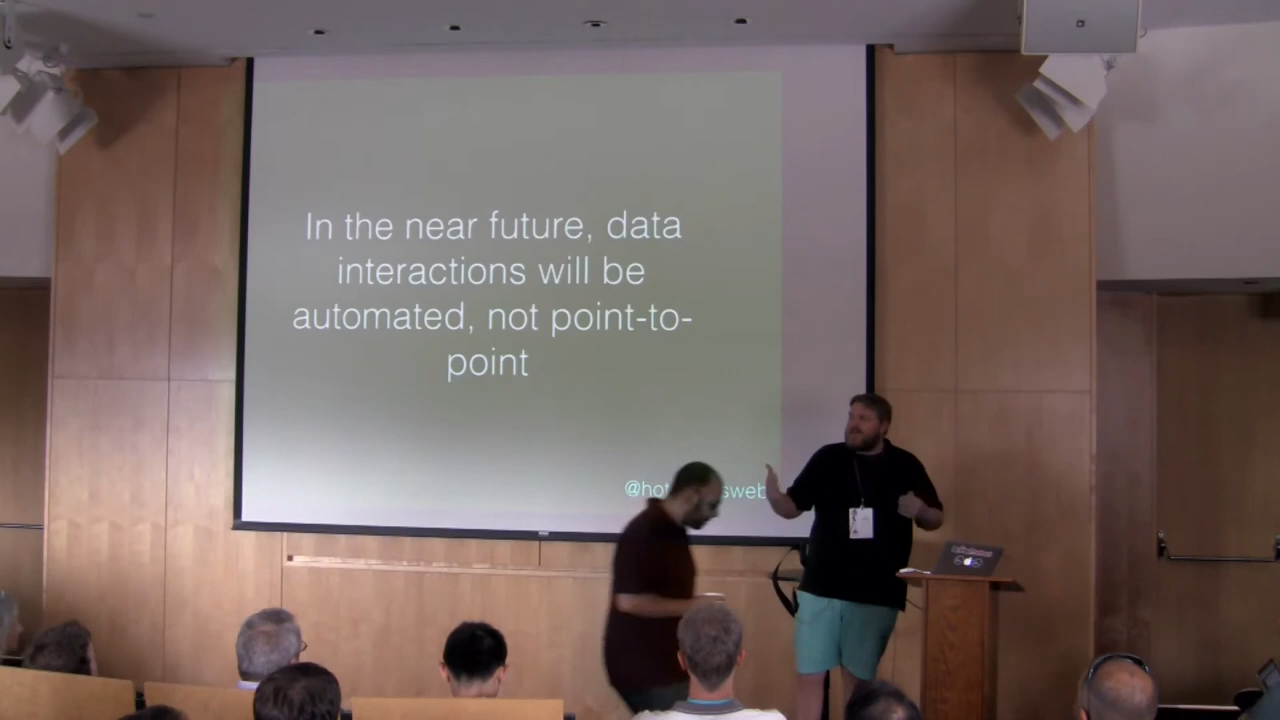 In the near future, data
interactions will be
automated, not point-to-
point